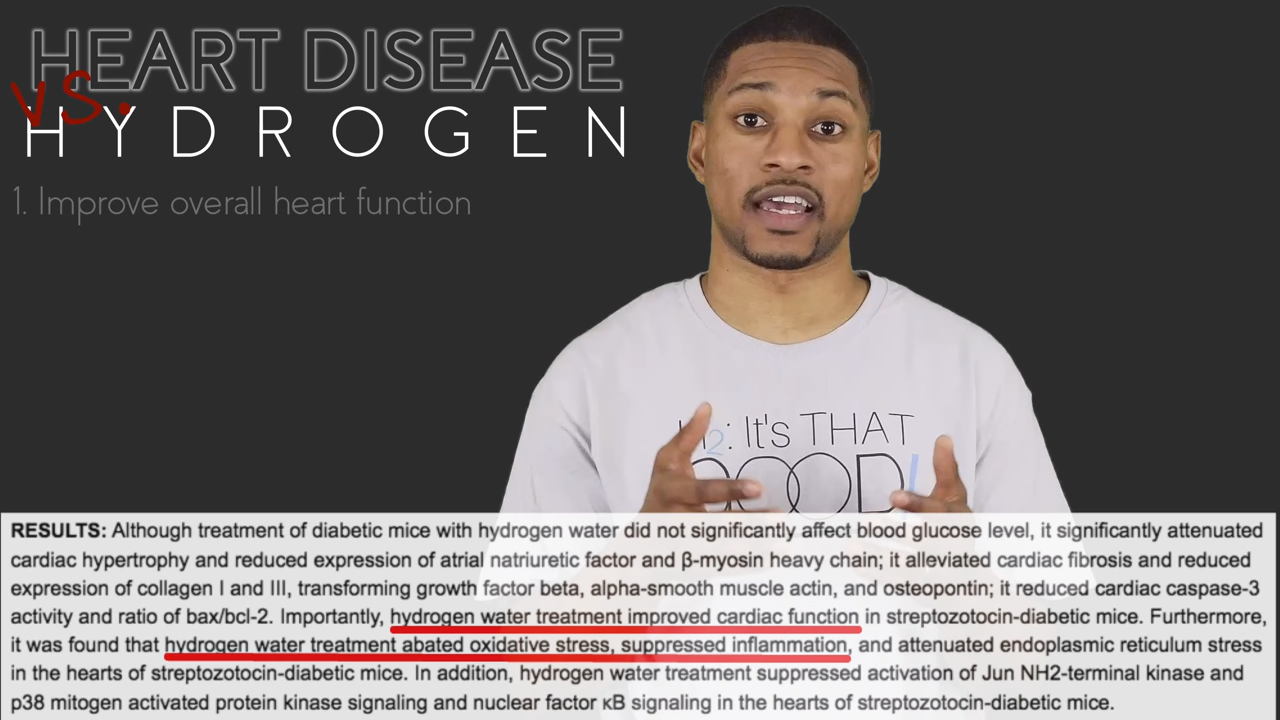 HEART DISEASE
vs.
HYDROGEN
1. Improve overall heart function
2: It's THAT
RESULTS: Although treatment of diabetic mice with hydrogen water did not significantly affect blood glucose level, it significantly attenuated
cardiac hypertrophy and reduced expression of atrial natriuretic factor and β-myosin heavy chain; it alleviated cardiac fibrosis and reduced
expression of collagen I and III, transforming growth factor beta, alpha-smooth muscle actin, and osteopontin; it reduced cardiac caspase-3
activity and ratio of bax/bcl-2. Importantly, hydrogen water treatment improved cardiac function in streptozotocin-diabetic mice. Furthermore,
it was found that hydrogen water treatment abated oxidative stress, suppressed inflammation, and attenuated endoplasmic reticulum stress
in the hearts of streptozotocin-diabetic mice. In addition, hydrogen water treatment suppressed activation of Jun NH2-terminal kinase and
p38 mitogen activated protein kinase signaling and nuclear factor κB signaling in the hearts of streptozotocin-diabetic mice.